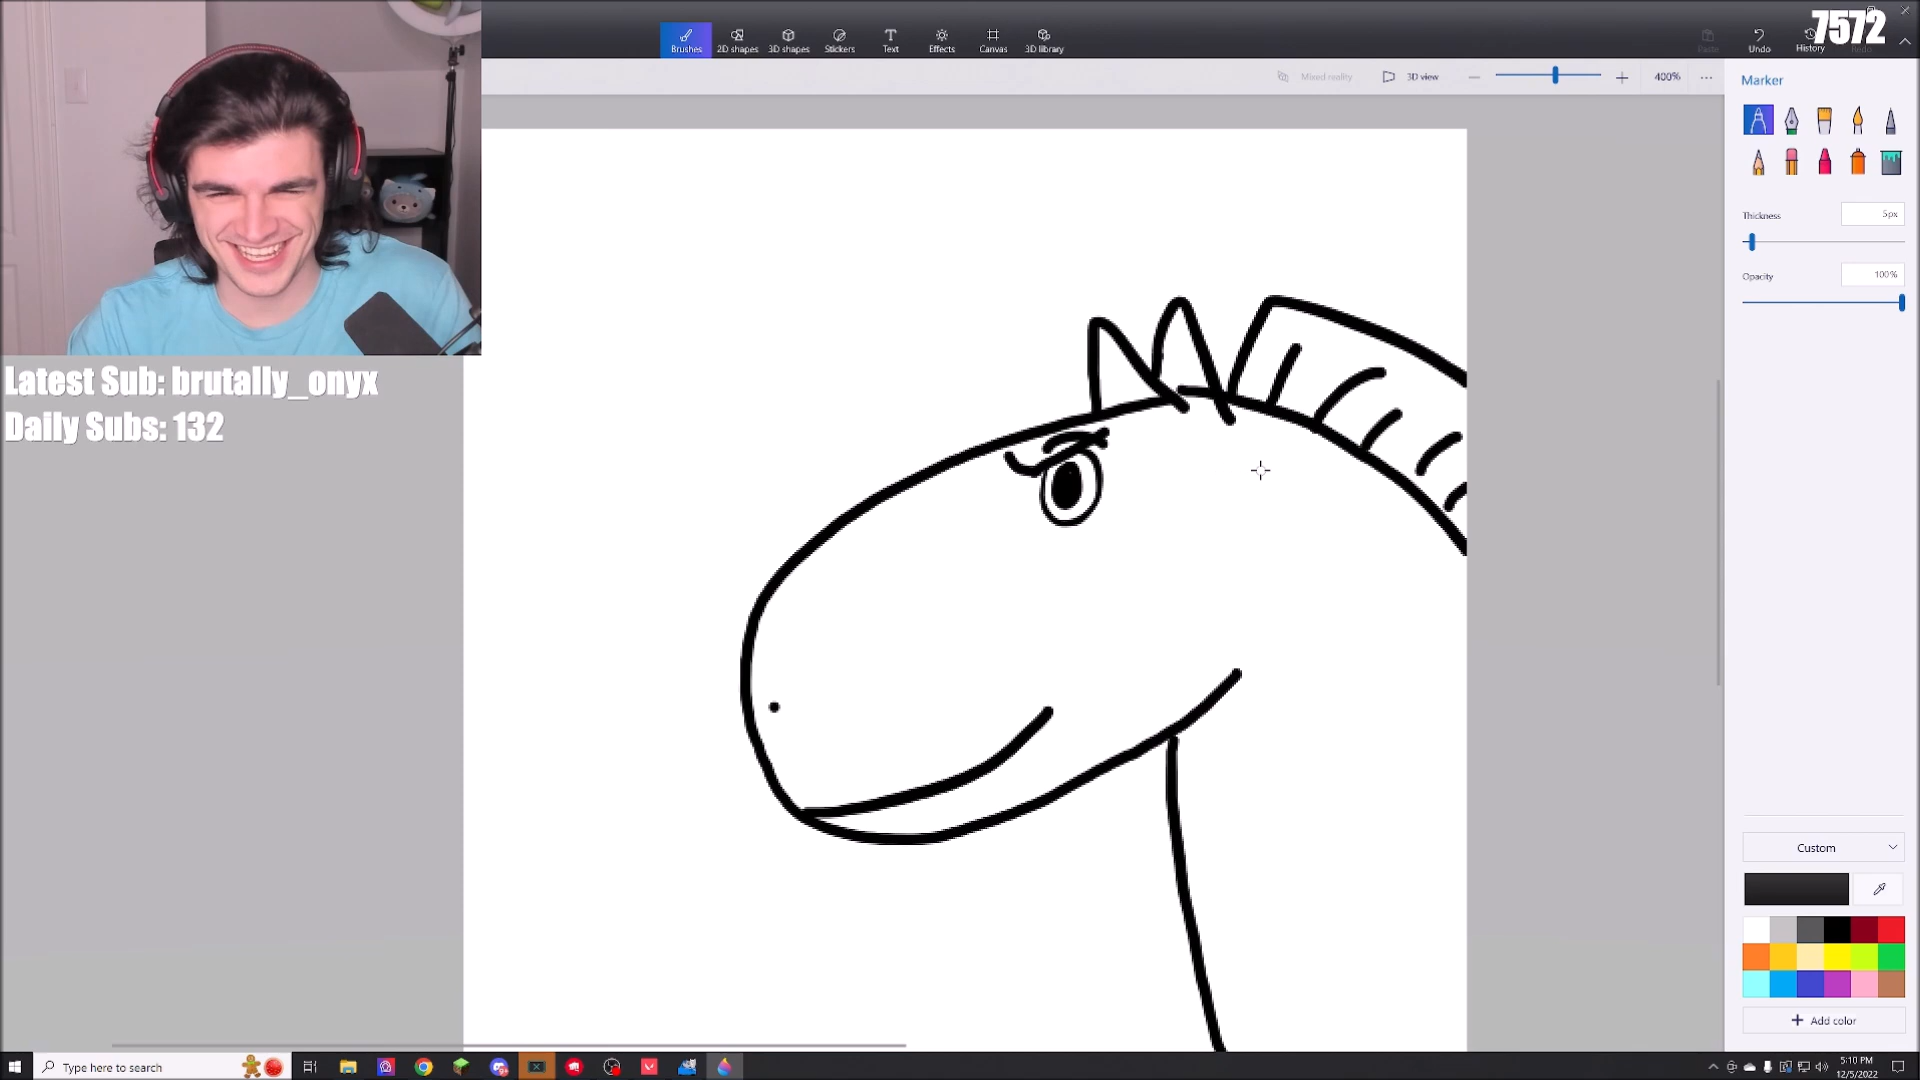 7572
Brushes
2D shapes
3D shapes
Stickers
Text
Effects
Canvas
3D library
Paste
Undo
History
Redo
Mixed reality
3D view
400%
Marker
Thickness
5px
Opacity
100%
Latest Sub: brutally_onyx
Daily Subs: 132
Custom
Add color
Type here to search
5:10 PM
12/5/2022